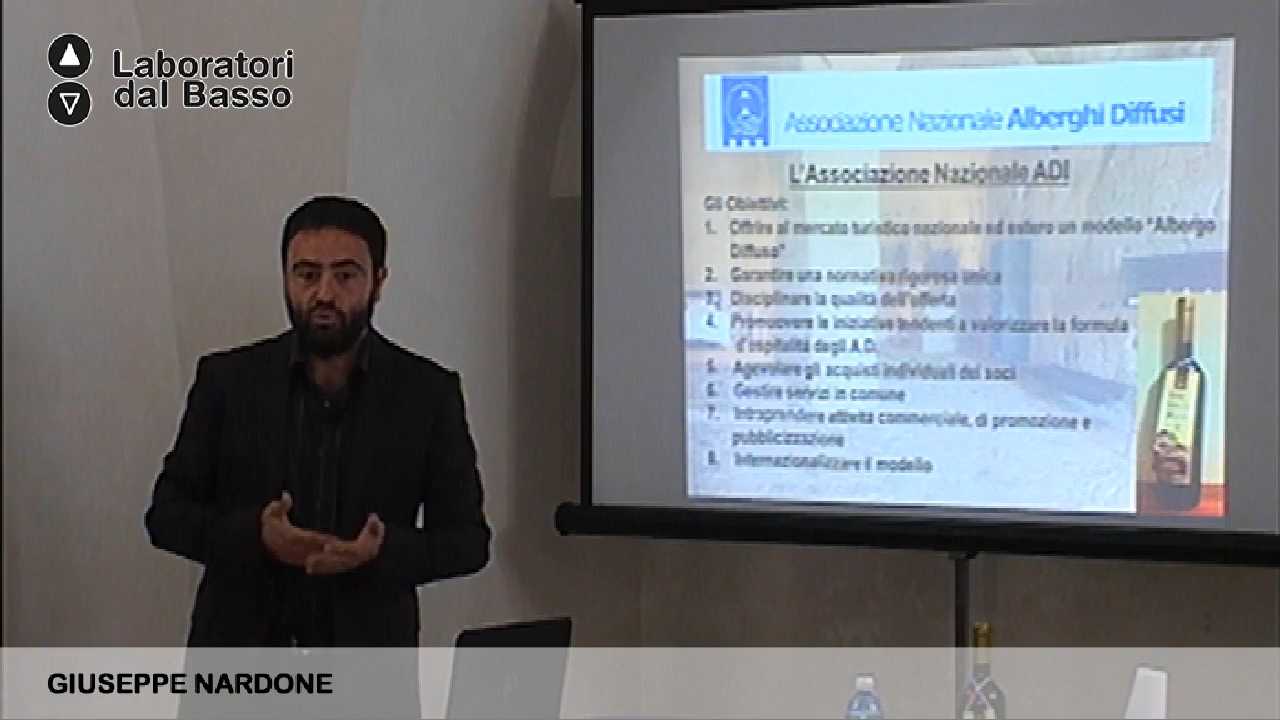 Laboratori
dal Basso
Associazione Nazionale Alberghi Diffusi
L'Associazione Nazionale ADI
Gli Obiettivi:
1. Offrire al mercato turistico nazionale ed estero un modello "Albergo
Diffuso"
2. Garantire una normativa rigorosa unica
3. Disciplinare la qualità dell'offerta
4. Promuovere le iniziative tendenti a valorizzare la formula
d'ospitalità degli A.D.
5. Agevolare gli acquisti individuali dei soci
6. Gestire servizi in comune
7. Intraprendere attività commerciale, di promozione e
pubblicizzazione
8. Internazionalizzare il modello
GIUSEPPE NARDONE